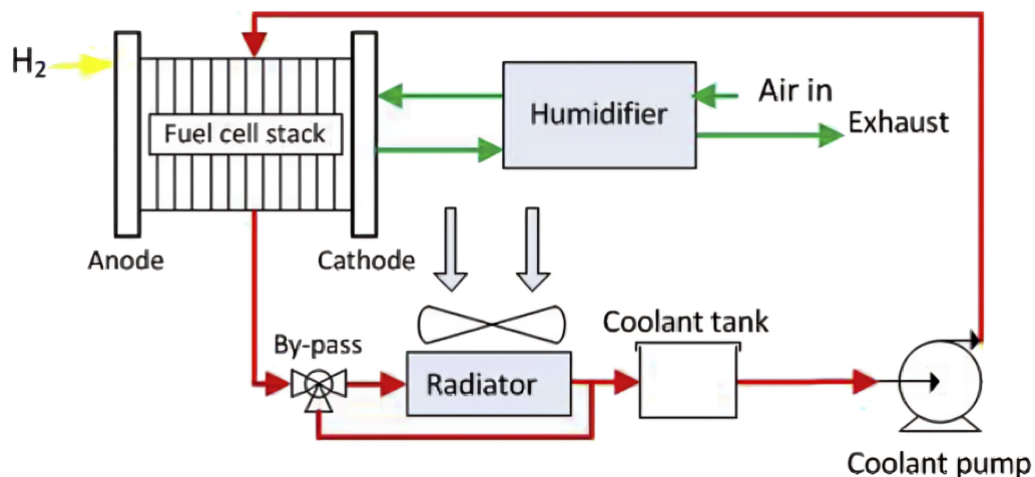 H₂
Fuel cell stack
Humidifier
Air in
Exhaust
Anode
Cathode
By-pass
Radiator
Coolant tank
Coolant pump